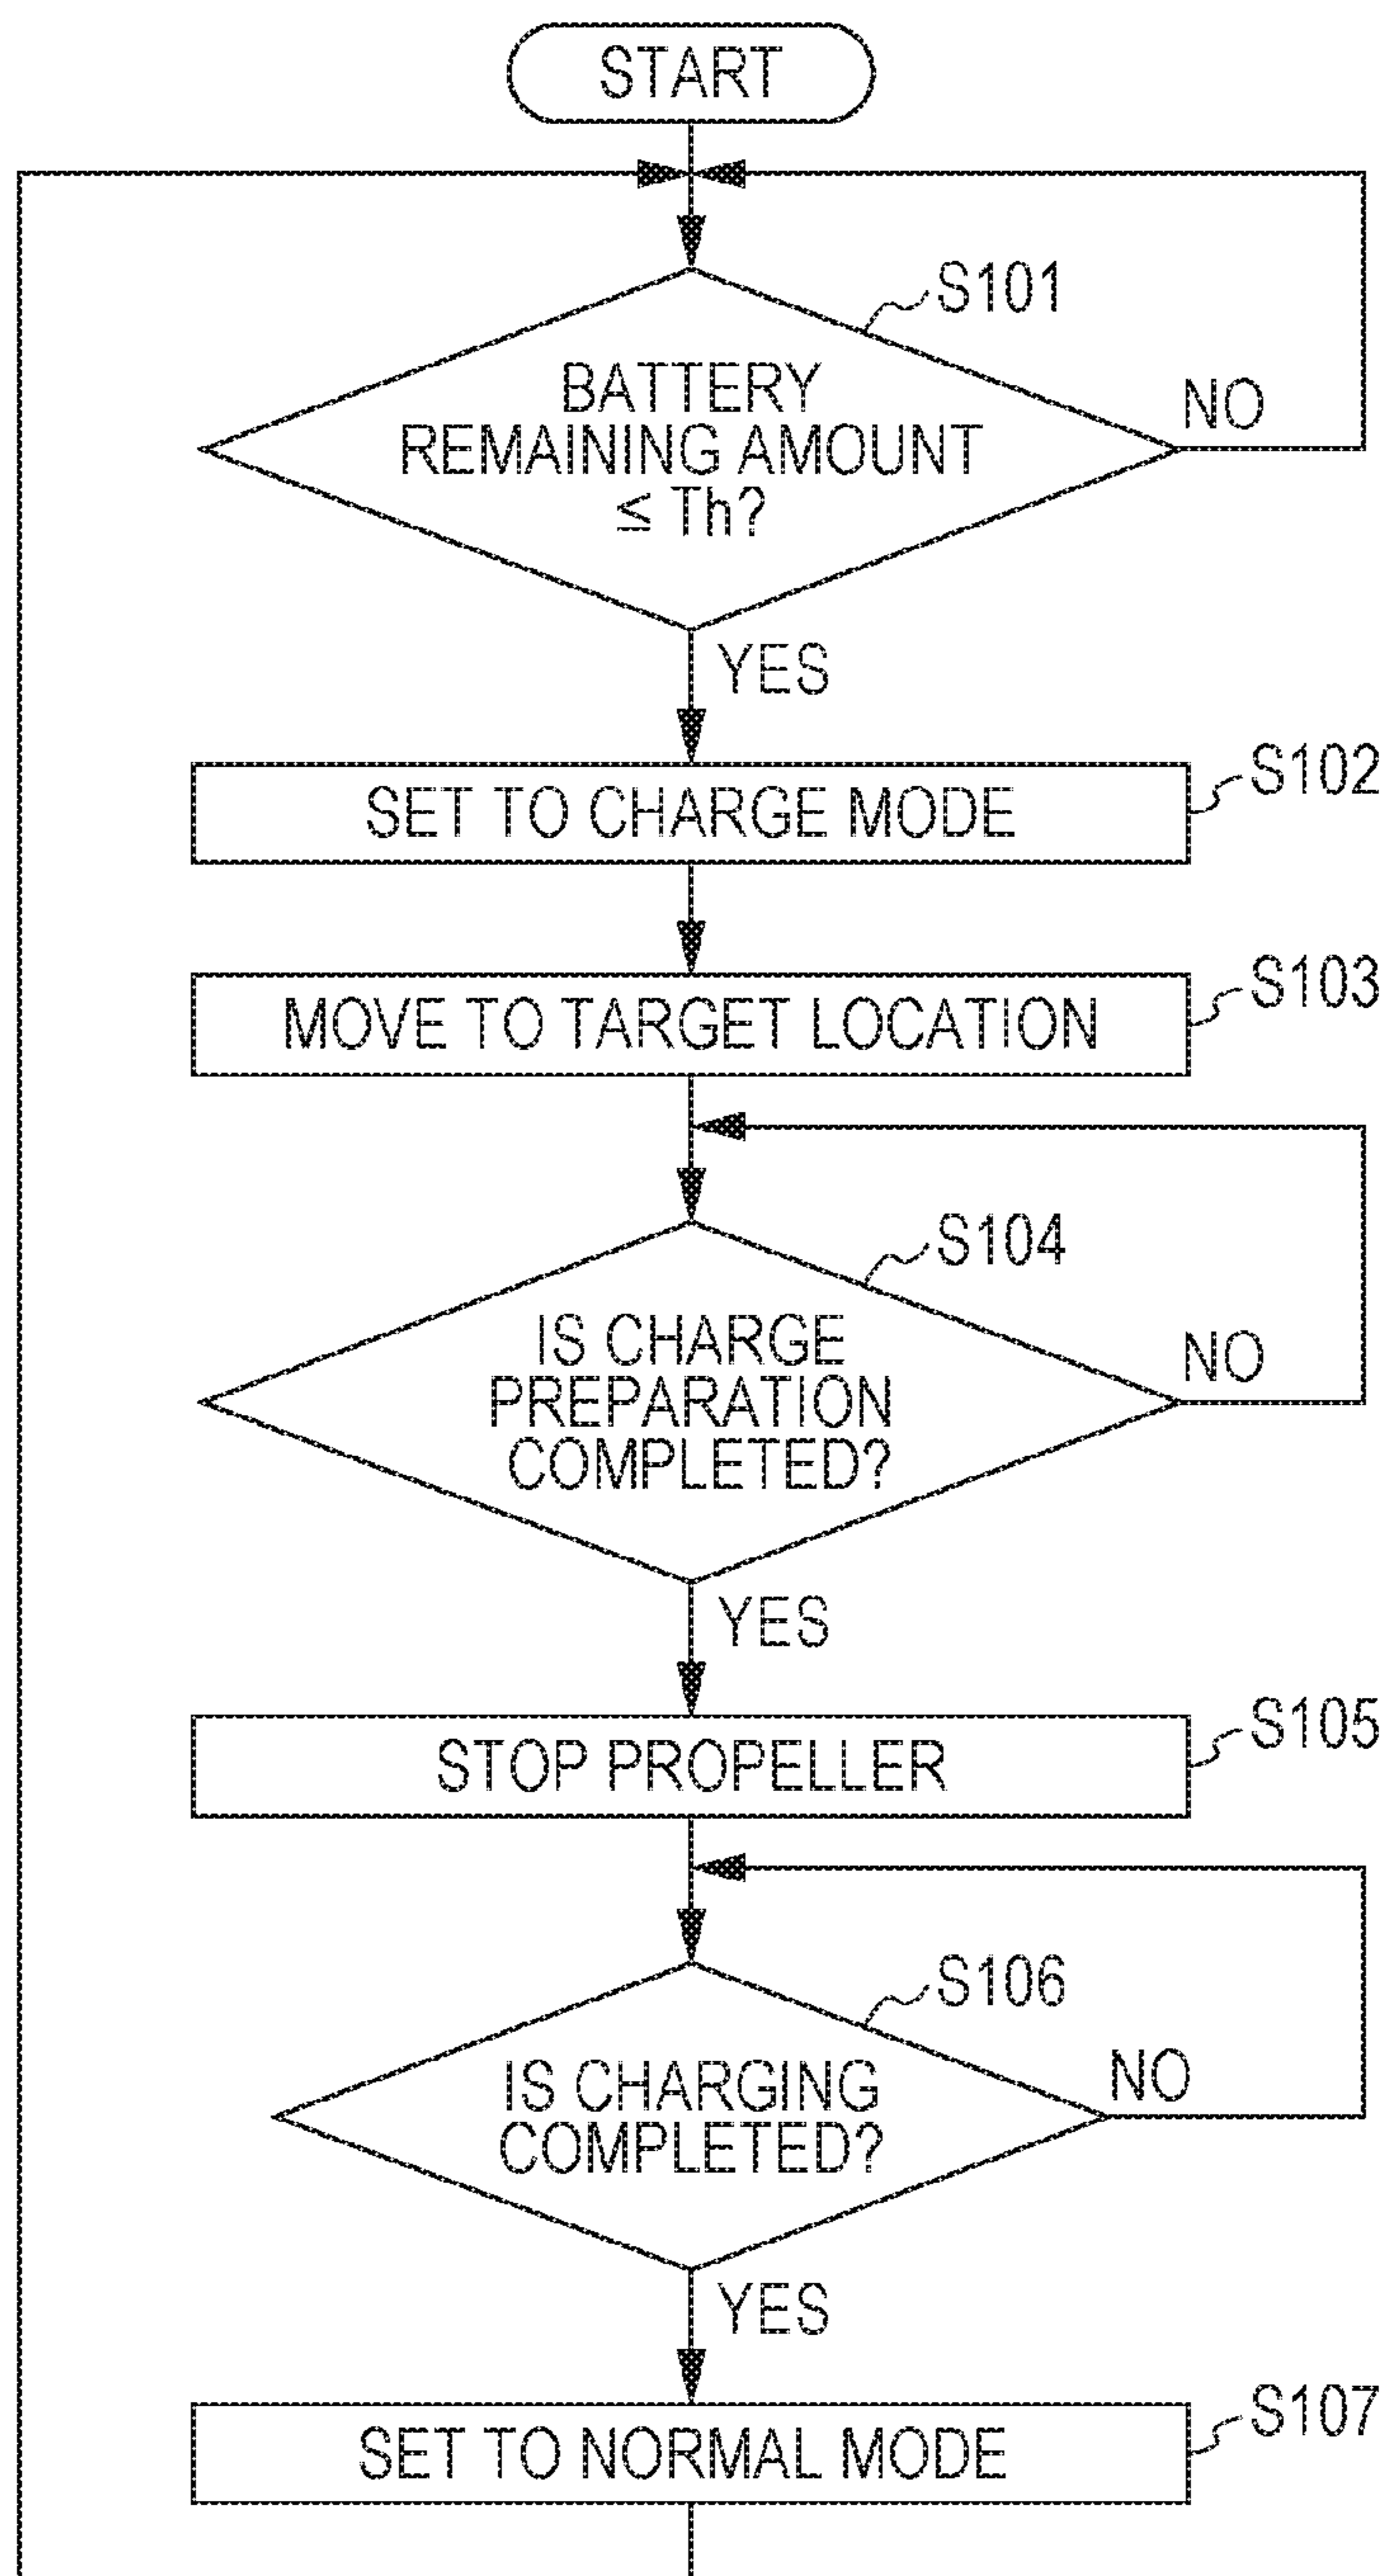 START
S101
BATTERY
REMAINING AMOUNT
≤ Th?
NO
YES
S102
SET TO CHARGE MODE
S103
MOVE TO TARGET LOCATION
S104
IS CHARGE
PREPARATION
COMPLETED?
NO
YES
S105
STOP PROPELLER
S106
IS CHARGING
COMPLETED?
NO
YES
S107
SET TO NORMAL MODE